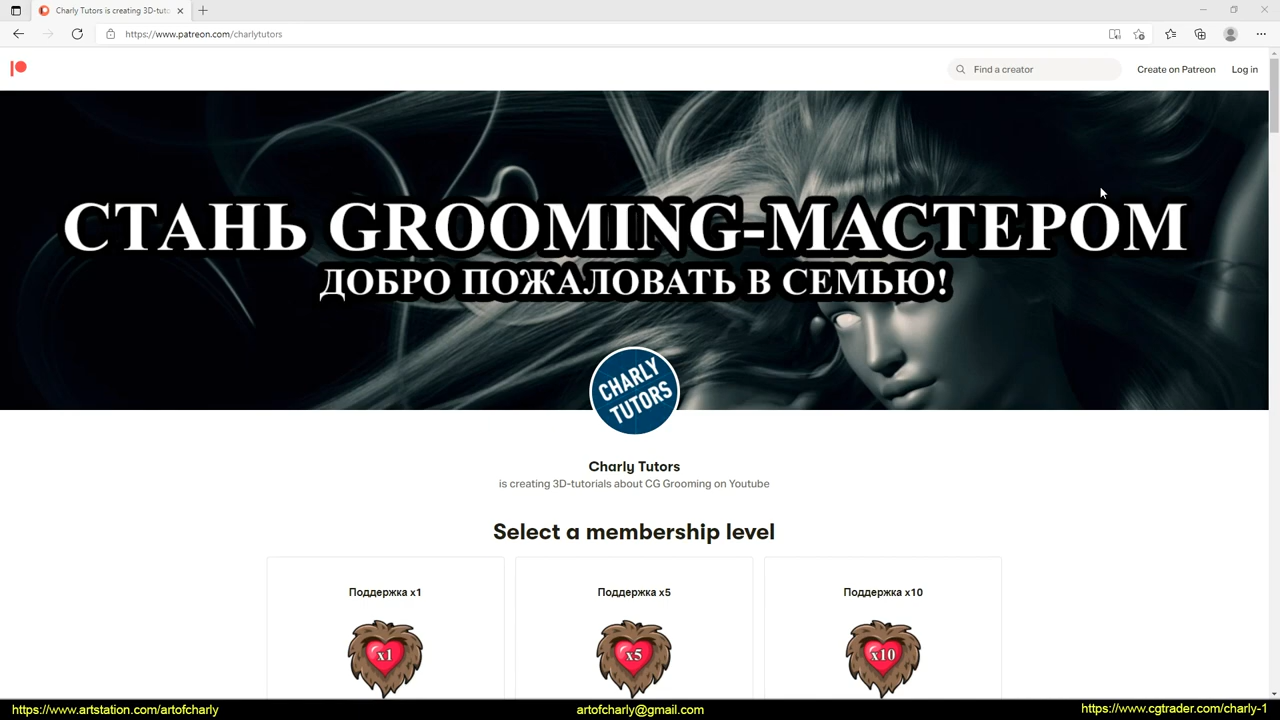 Charly Tutors is creating 3D-tuto
https://www.patreon.com/charlytutors
Find a creator
Create on Patreon
Log in
СТАНЬ GROOMING-МАСТЕРОМ
ДОБРО ПОЖАЛОВАТЬ В СЕМЬЮ!
CHARLY
TUTORS
Charly Tutors
is creating 3D-tutorials about CG Grooming on Youtube
Select a membership level
Поддержка x1
Поддержка x5
Поддержка x10
x1
x5
x10
https://www.artstation.com/artofcharly
artofcharly@gmail.com
https://www.cgtrader.com/charly-1